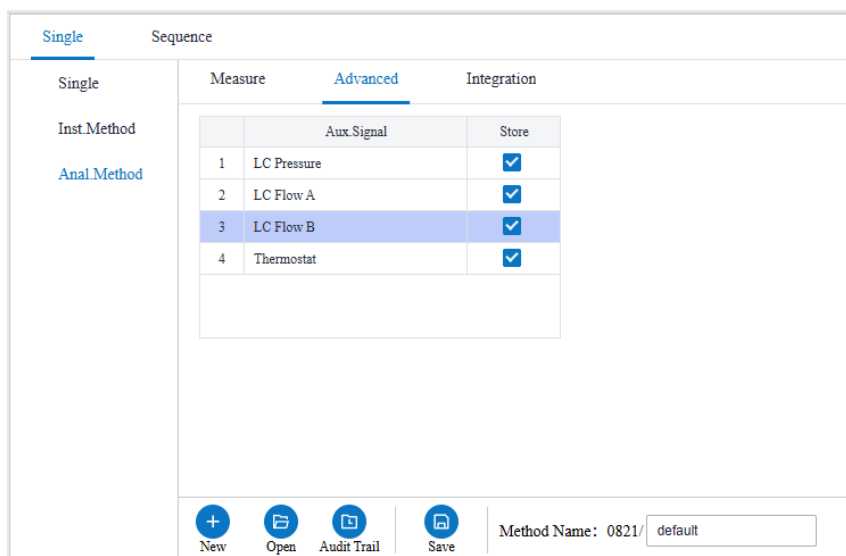 Single Sequence
Single
Inst.Method
Anal.Method
Measure Advanced Integration
Aux.Signal Store
1 LC Pressure
2 LC Flow A
3 LC Flow B
4 Thermostat
New Open Audit Trail Save
Method Name： 0821/ default